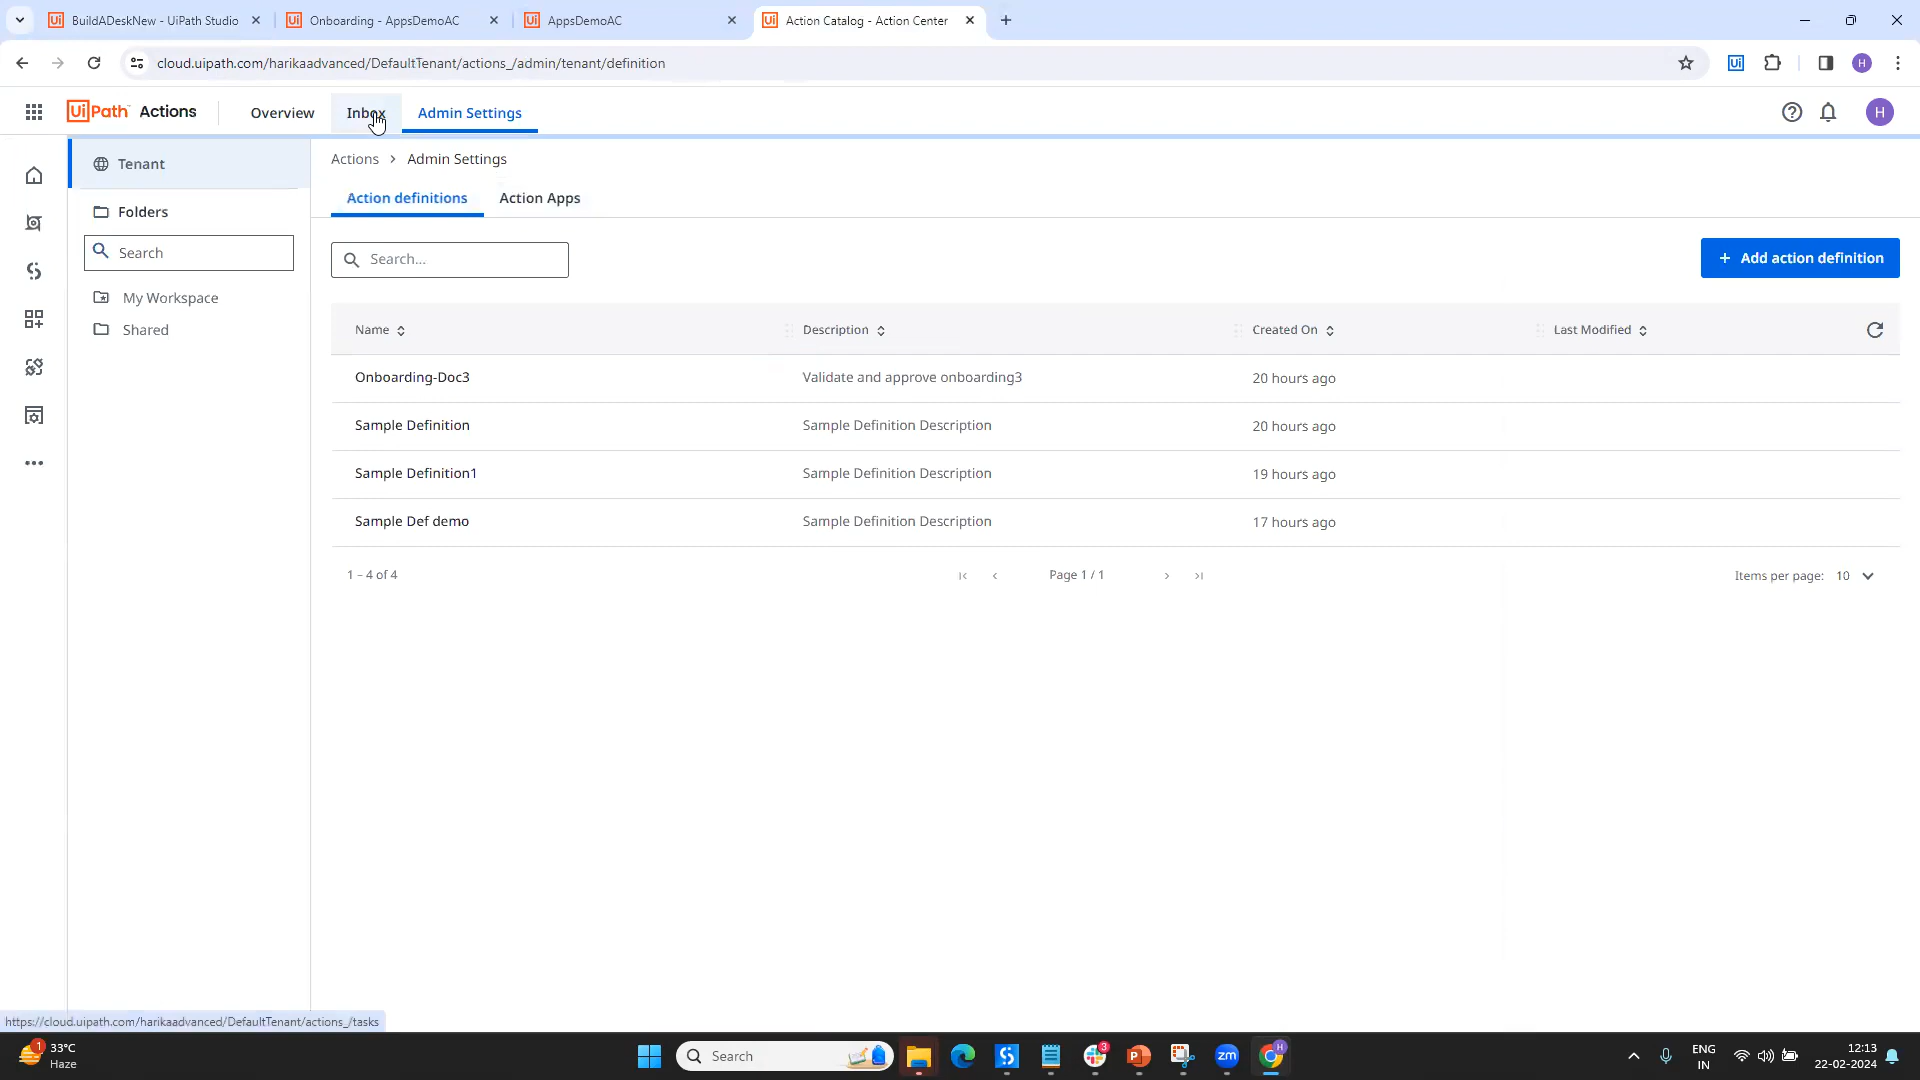 BuildADeskNew - UiPath Studio
Onboarding - AppsDemoAC
AppsDemoAC
Action Catalog - Action Center
cloud.uipath.com/harikaadvanced/DefaultTenant/actions_/admin/tenant/definition
H
UiPath Actions
Overview
Inbox
Admin Settings
H
Tenant
Folders
Search
My Workspace
Shared
Actions > Admin Settings
Action definitions
Action Apps
Search...
+ Add action definition
Name
Description
Created On
Last Modified
Onboarding-Doc3
Validate and approve onboarding3
20 hours ago
Sample Definition
Sample Definition Description
20 hours ago
Sample Definition1
Sample Definition Description
19 hours ago
Sample Def demo
Sample Definition Description
17 hours ago
1 – 4 of 4
Page 1 / 1
Items per page: 10
https://cloud.uipath.com/harikaadvanced/DefaultTenant/actions_/tasks
1
33°C
Haze
Search
3
zm
H
ENG
IN
12:13
22-02-2024